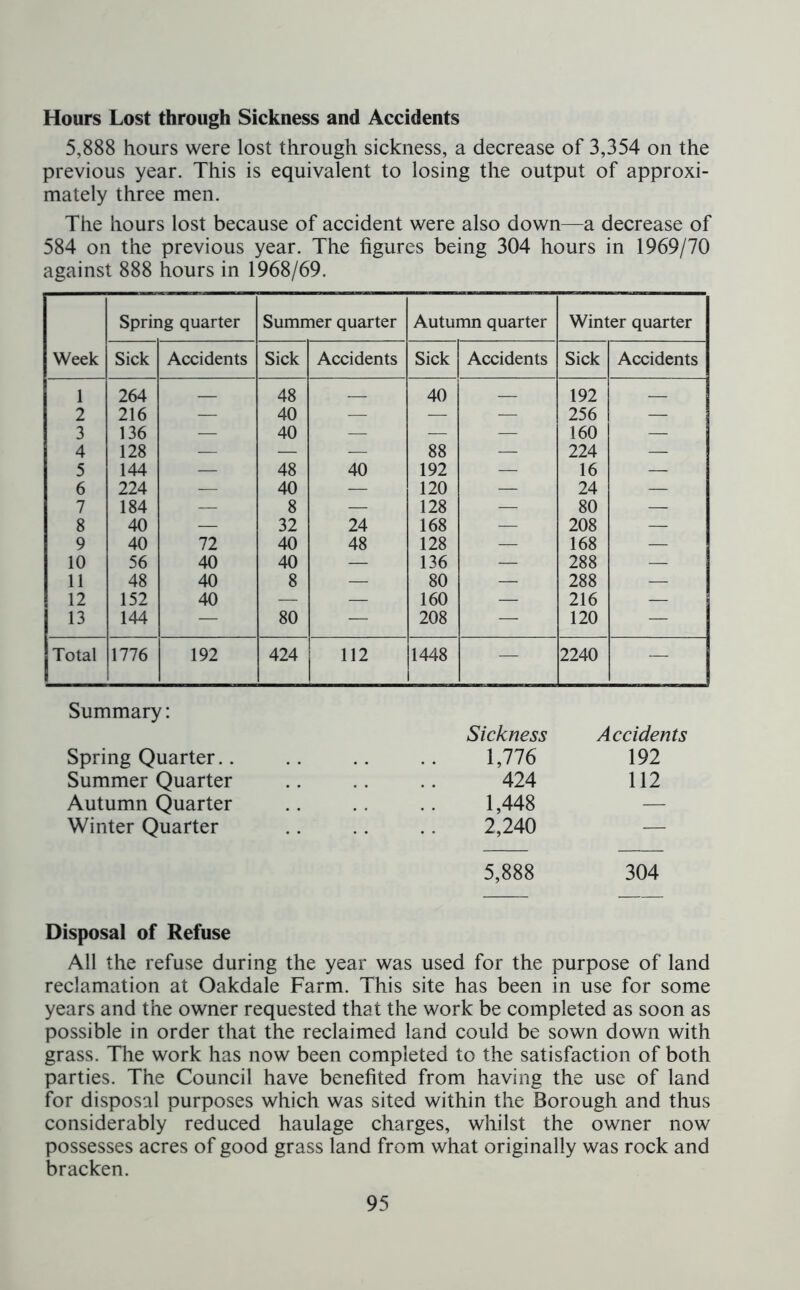 Hours Lost through Sickness and Accidents
5,888 hours were lost through sickness, a decrease of 3,354 on the
previous year. This is equivalent to losing the output of approxi-
mately three men.
The hours lost because of accident were also down—a decrease of
584 on the previous year. The figures being 304 hours in 1969/70
against 888 hours in 1968/69.
Spring quarter Summer quarter Autumn quarter Winter quarter
Week Sick Accidents Sick Accidents Sick Accidents Sick Accidents
1 264 — 48 — 40 — 192 —
2 216 — 40 — — — 256 —
3 136 — 40 — — — 160 —
4 128 — — — 88 — 224 —
5 144 — 48 40 192 — 16 —
6 224 — 40 — 120 — 24 —
7 184 — 8 — 128 — 80 —
8 40 — 32 24 168 — 208 —
9 40 72 40 48 128 — 168 —
10 56 40 40 — 136 — 288 —
11 48 40 8 — 80 — 288 —
12 152 40 — — 160 — 216 —
13 144 — 80 — 208 — 120 —
Total 1776 192 424 112 1448 — 2240 —
Summary:
Sickness Accidents
Spring Quarter.. .. .. .. 1,776 192
Summer Quarter .. .. .. 424 112
Autumn Quarter .. .. .. 1,448 —
Winter Quarter .. .. .. 2,240 —
5,888 304
Disposal of Refuse
All the refuse during the year was used for the purpose of land
reclamation at Oakdale Farm. This site has been in use for some
years and the owner requested that the work be completed as soon as
possible in order that the reclaimed land could be sown down with
grass. The work has now been completed to the satisfaction of both
parties. The Council have benefited from having the use of land
for disposal purposes which was sited within the Borough and thus
considerably reduced haulage charges, whilst the owner now
possesses acres of good grass land from what originally was rock and
bracken.
95